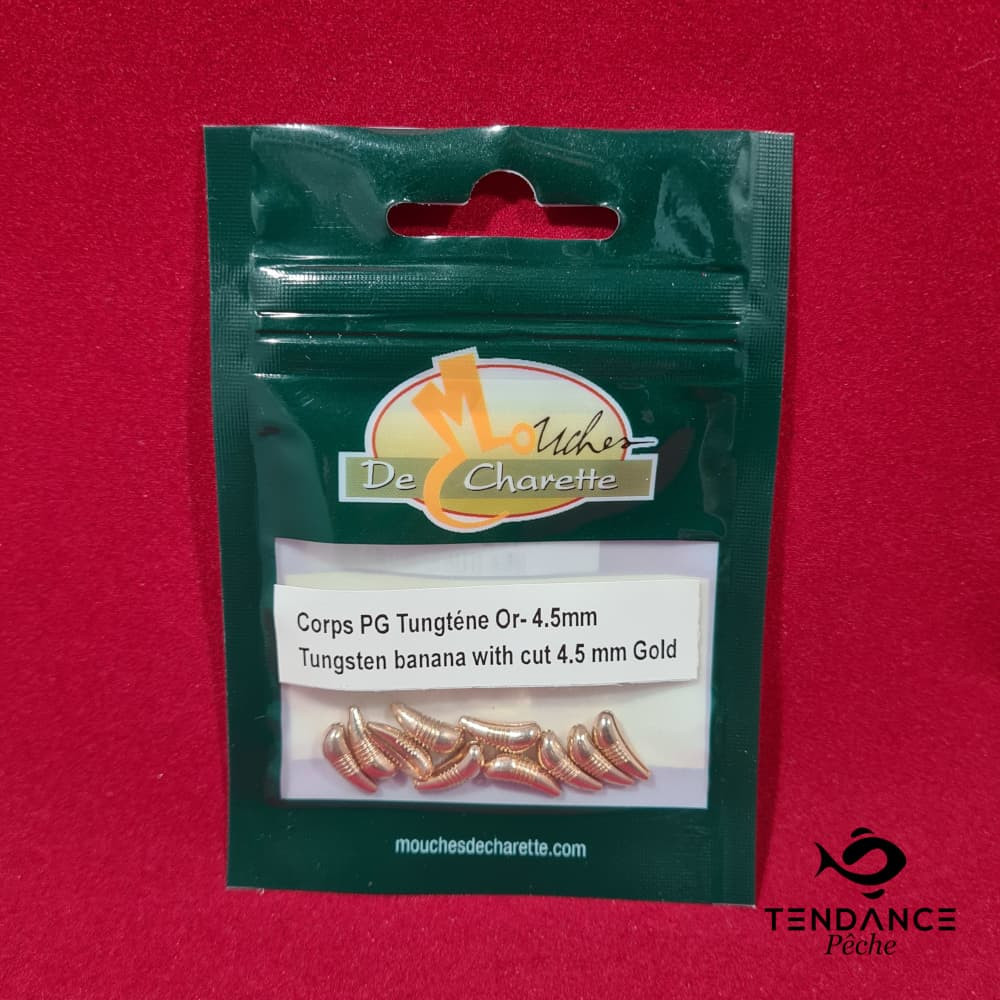 Mouches
De Charette
Corps PG Tungténe Or- 4.5mm
Tungsten banana with cut 4.5 mm Gold
mouchesdecharette.com
TENDANCE
Pêche